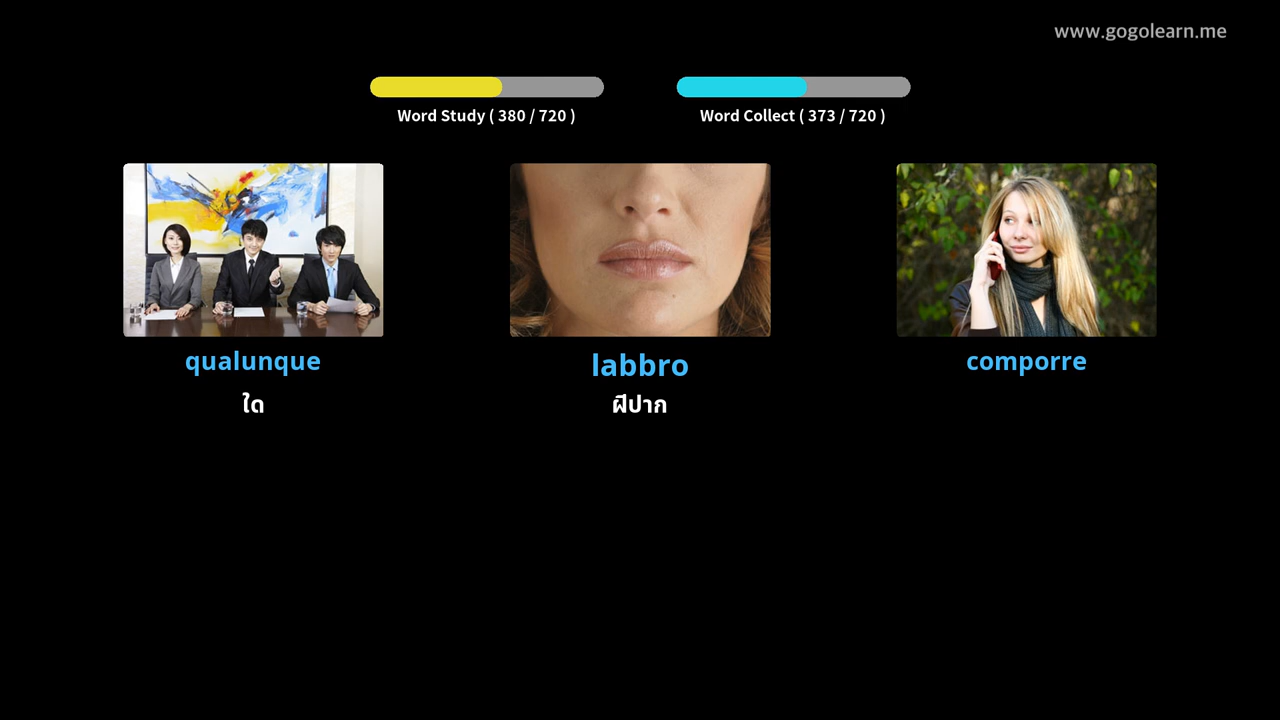 www.gogolearn.me
Word Study ( 380 / 720 )
Word Collect ( 373 / 720 )
qualunque
labbro
comporre
ใด
ฝีปาก